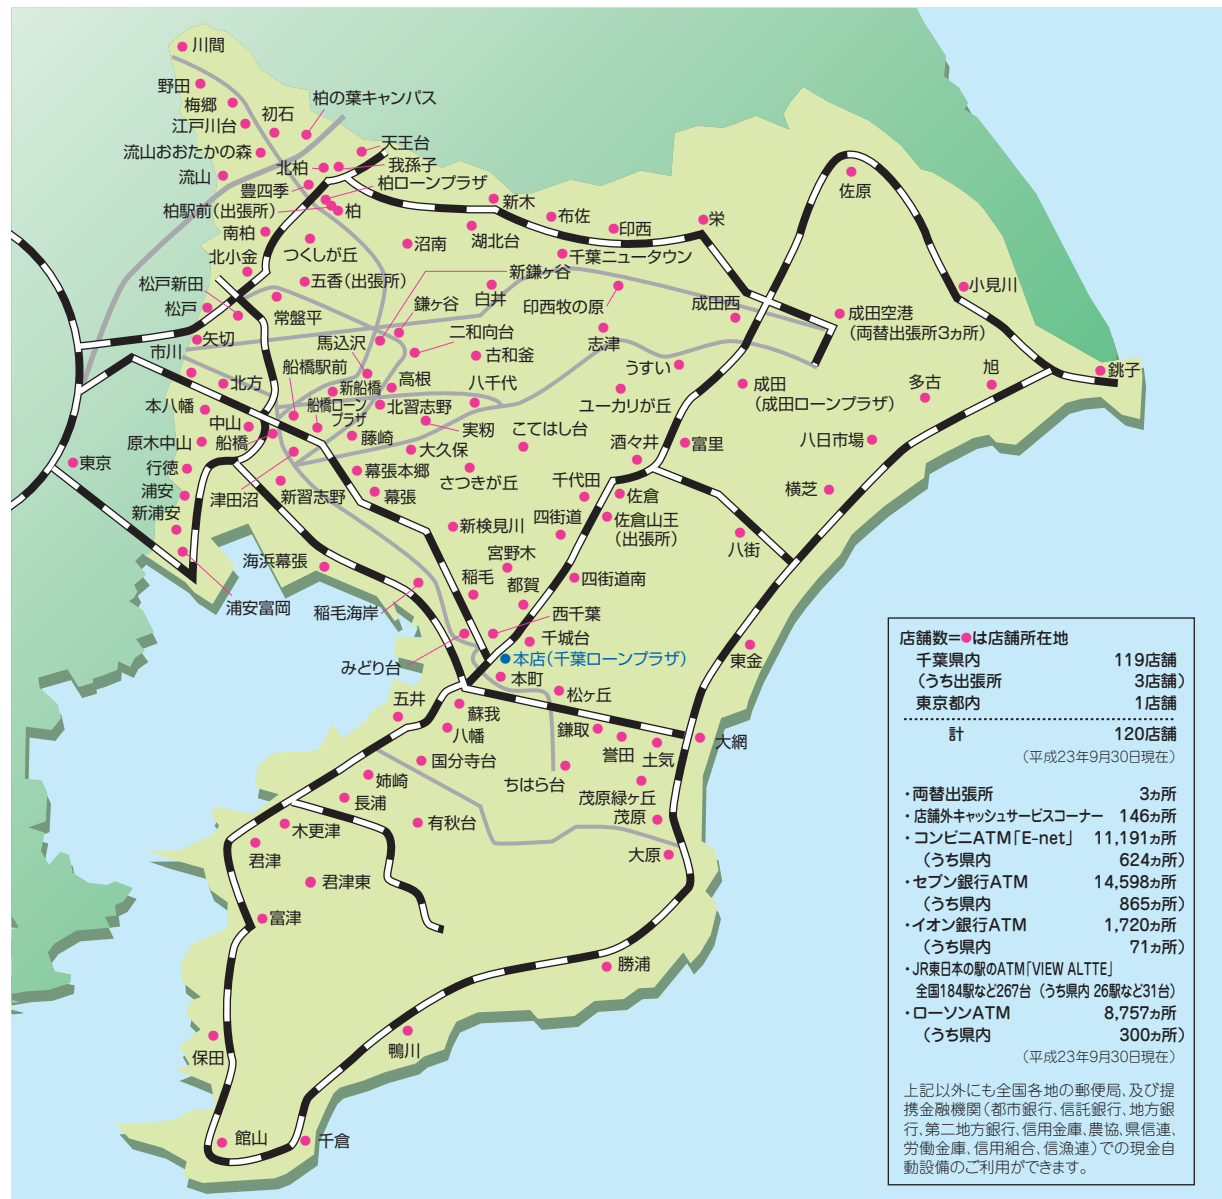 川間
野田
梅郷
江戸川台
初石
柏の葉キャンパス
流山おおたかの森
流山
天王台
北柏
我孫子
豊四季
柏ローンプラザ
柏駅前(出張所)
柏
南柏
つくしが丘
北小金
五香(出張所)
松戸新田
常盤平
松戸
矢切
市川
新木
布佐
印西
栄
湖北台
沼南
千葉ニュータウン
新鎌ヶ谷
白井
印西牧の原
鎌ヶ谷
二和向台
志津
古和釜
馬込沢
船橋駅前
新船橋
高根
八千代
船橋ローン
プラザ
北習志野
北方
本八幡
中山
原木中山
船橋
藤崎
実籾
大久保
こてはし台
行徳
浦安
新浦安
津田沼
新習志野
幕張本郷
幕張
さつきが丘
東京
浦安富岡
海浜幕張
稲毛海岸
みどり台
新検見川
宮野木
稲毛
都賀
西千葉
千城台
本店(千葉ローンプラザ)
本町
松ヶ丘
四街道
四街道南
千代田
佐倉
佐倉山王
(出張所)
酒々井
富里
うすい
ユーカリが丘
成田
(成田ローンプラザ)
成田西
成田空港
(両替出張所3ヵ所)
佐原
小見川
銚子
旭
多古
八日市場
横芝
八街
東金
大網
五井
蘇我
八幡
鎌取
誉田
土気
国分寺台
ちはら台
茂原緑ヶ丘
茂原
大原
姉崎
長浦
有秋台
木更津
君津
君津東
富津
勝浦
鴨川
保田
館山
千倉
店舗数=●は店舗所在地
千葉県内 119店舗
(うち出張所 3店舗)
東京都内 1店舗
計 120店舗
(平成23年9月30日現在)
・両替出張所 3ヵ所
・店舗外キャッシュサービスコーナー 146ヵ所
・コンビニATM「E-net」 11,191ヵ所
(うち県内 624ヵ所)
・セブン銀行ATM 14,598ヵ所
(うち県内 865ヵ所)
・イオン銀行ATM 1,720ヵ所
(うち県内 71ヵ所)
・JR東日本の駅のATM「VIEW ALTTE」
全国184駅など267台 (うち県内 26駅など31台)
・ローソンATM 8,757ヵ所
(うち県内 300ヵ所)
(平成23年9月30日現在)
上記以外にも全国各地の郵便局、及び提
携金融機関(都市銀行、信託銀行、地方銀
行、第二地方銀行、信用金庫、農協、県信連、
労働金庫、信用組合、信漁連)での現金自
動設備のご利用ができます。